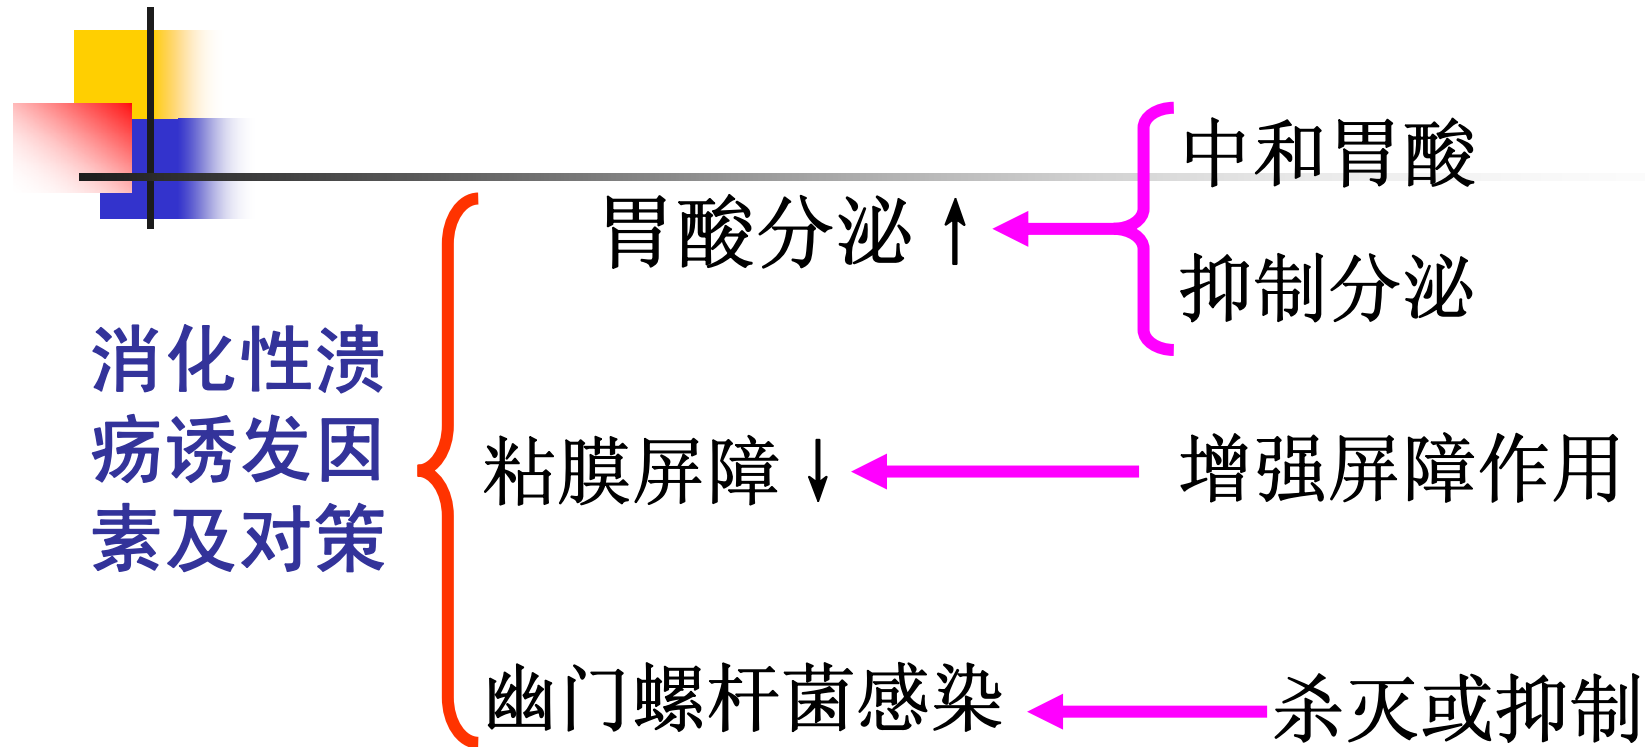 消化性溃
疡诱发因
素及对策
胃酸分泌 ↑
中和胃酸
抑制分泌
粘膜屏障 ↓
增强屏障作用
幽门螺杆菌感染
杀灭或抑制